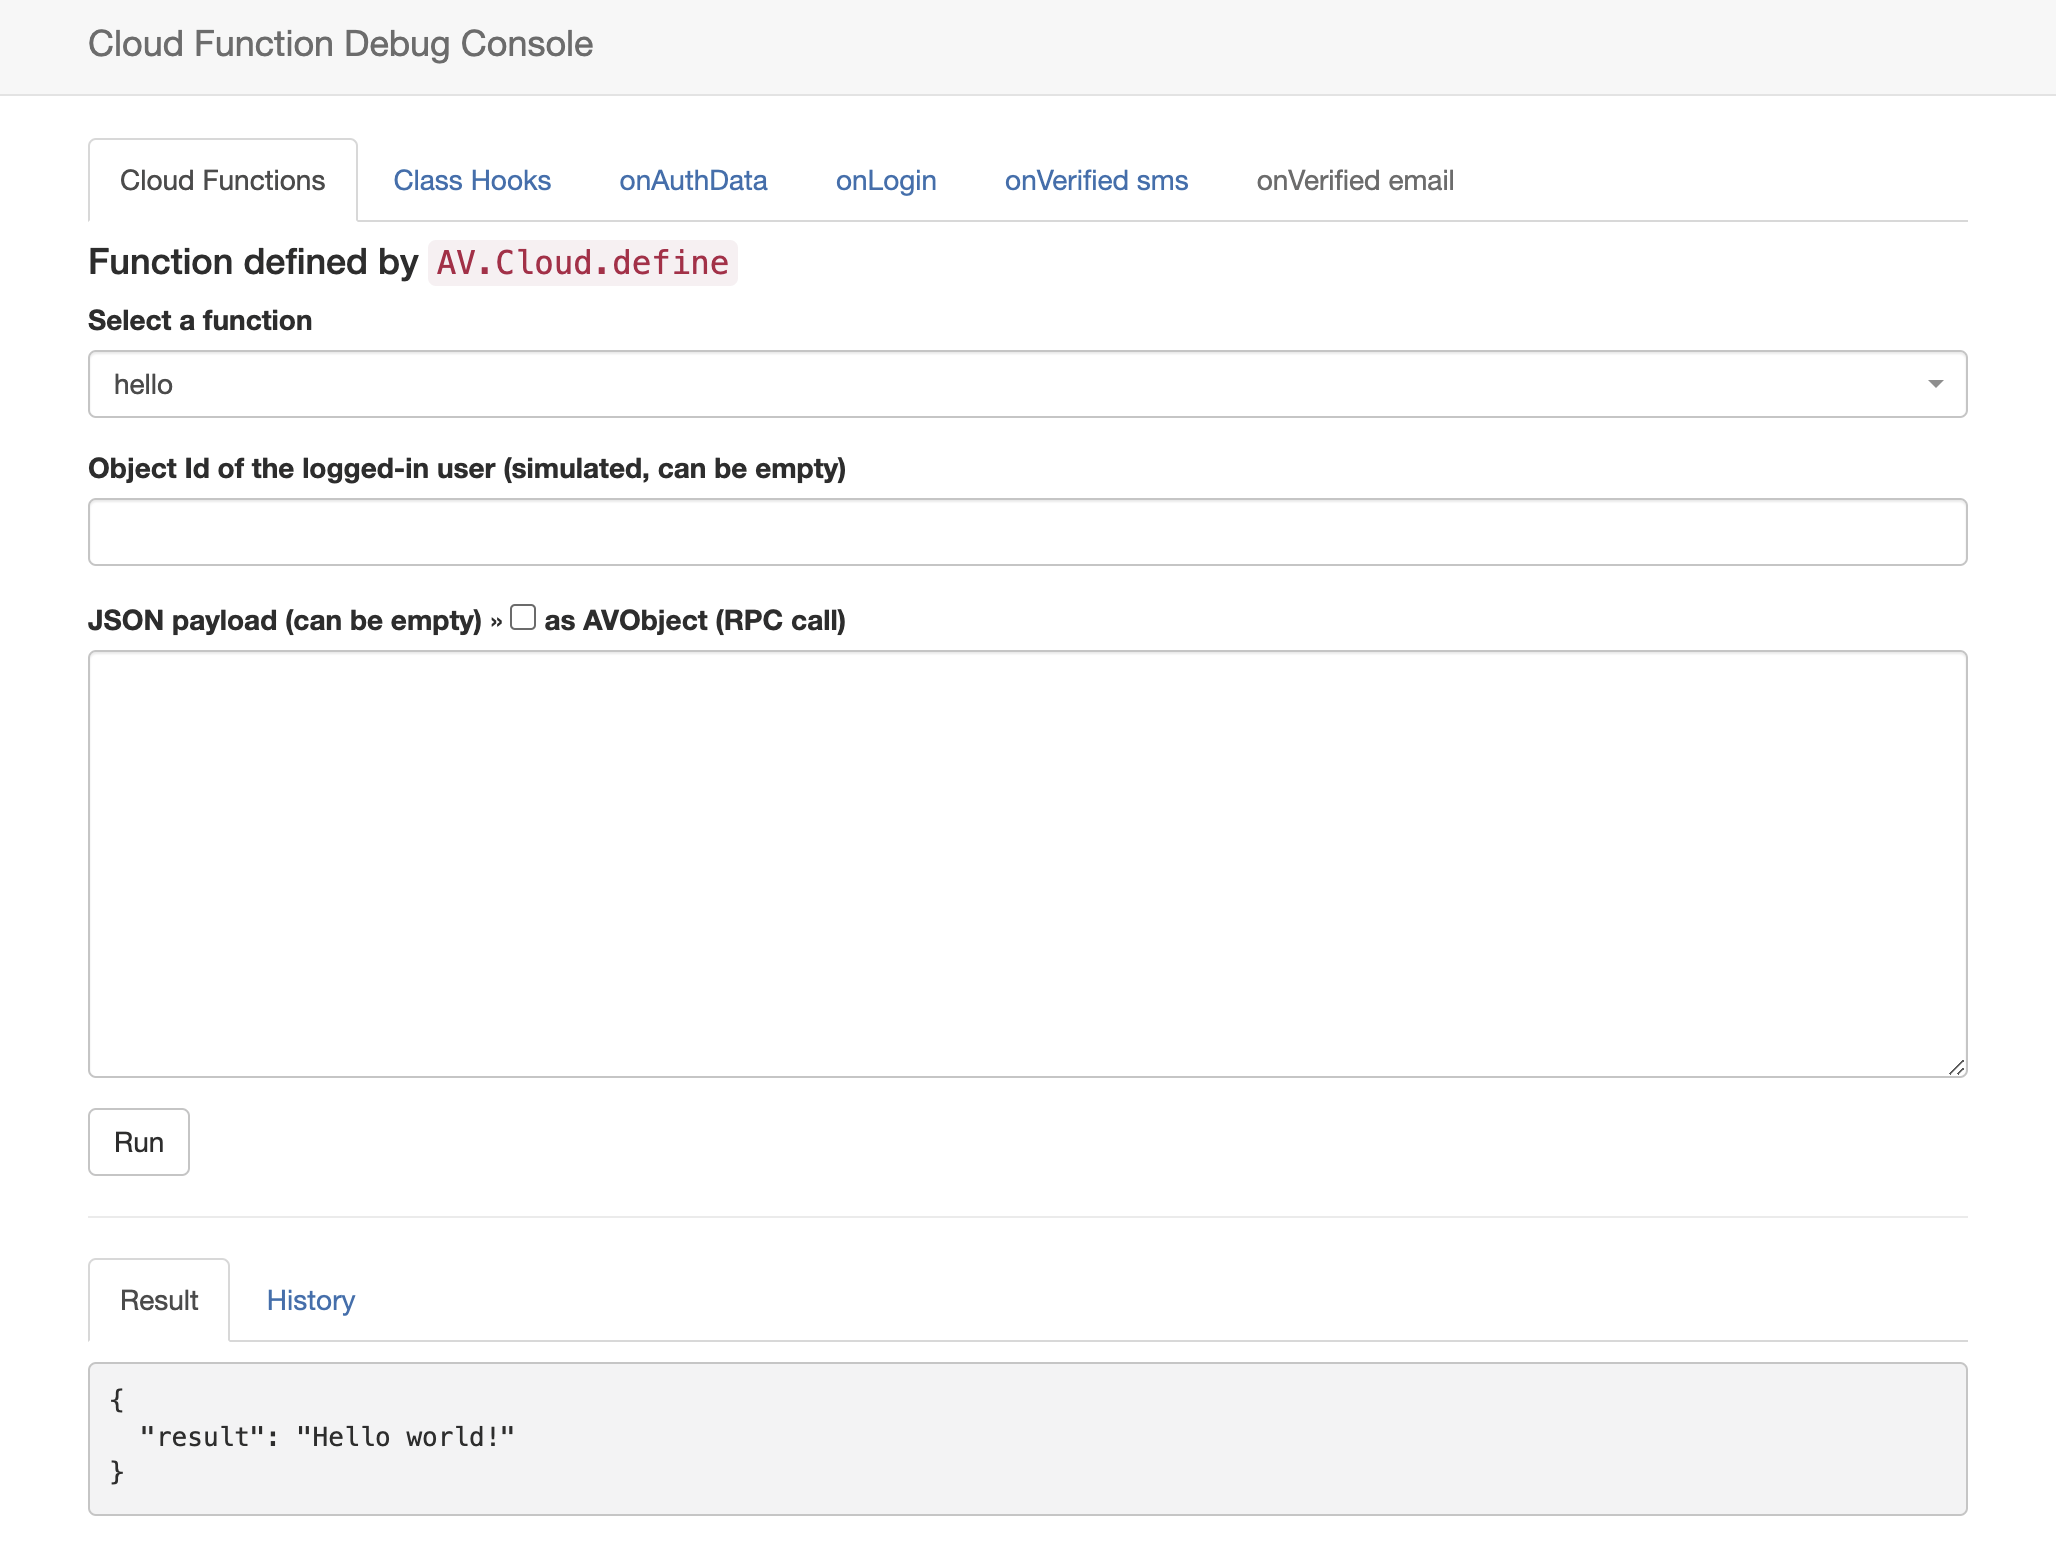 Cloud Function Debug Console
Cloud Functions Class Hooks onAuthData onLogin onVerified sms onVerified email
Function defined by AV.Cloud.define
Select a function
hello
Object Id of the logged-in user (simulated, can be empty)
JSON payload (can be empty) » as AVObject (RPC call)
Run
Result History
{
  "result": "Hello world!"
}